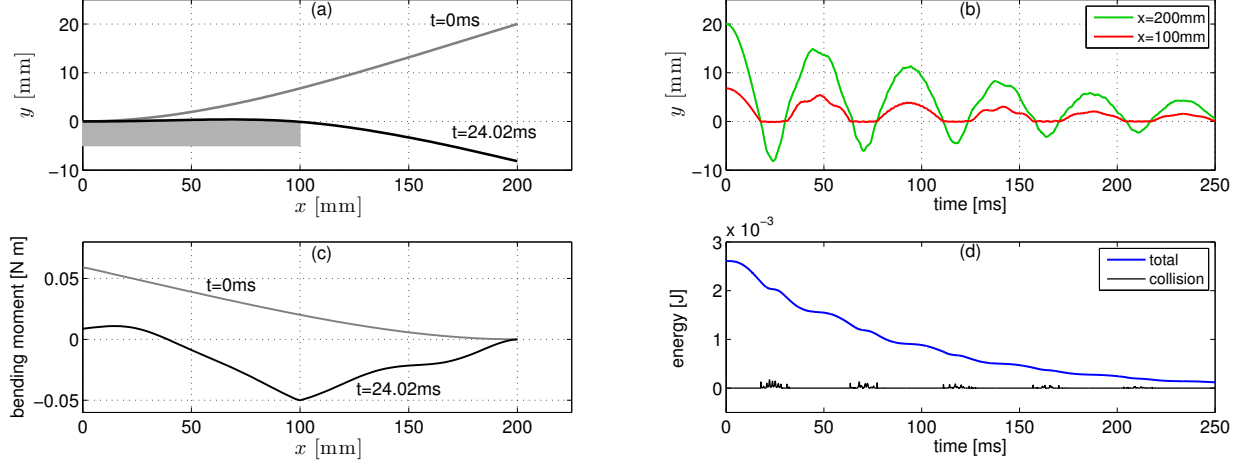 (a)
t=0ms
t=24.02ms
y [mm]
20
10
0
−10
0
50
100
150
200
x [mm]
(b)
x=200mm
x=100mm
y [mm]
20
10
0
−10
0
50
100
150
200
250
time [ms]
(c)
t=0ms
t=24.02ms
bending moment [N m]
0.05
0
−0.05
0
50
100
150
200
x [mm]
x 10−3
(d)
total
collision
energy [J]
3
2
1
0
0
50
100
150
200
250
time [ms]